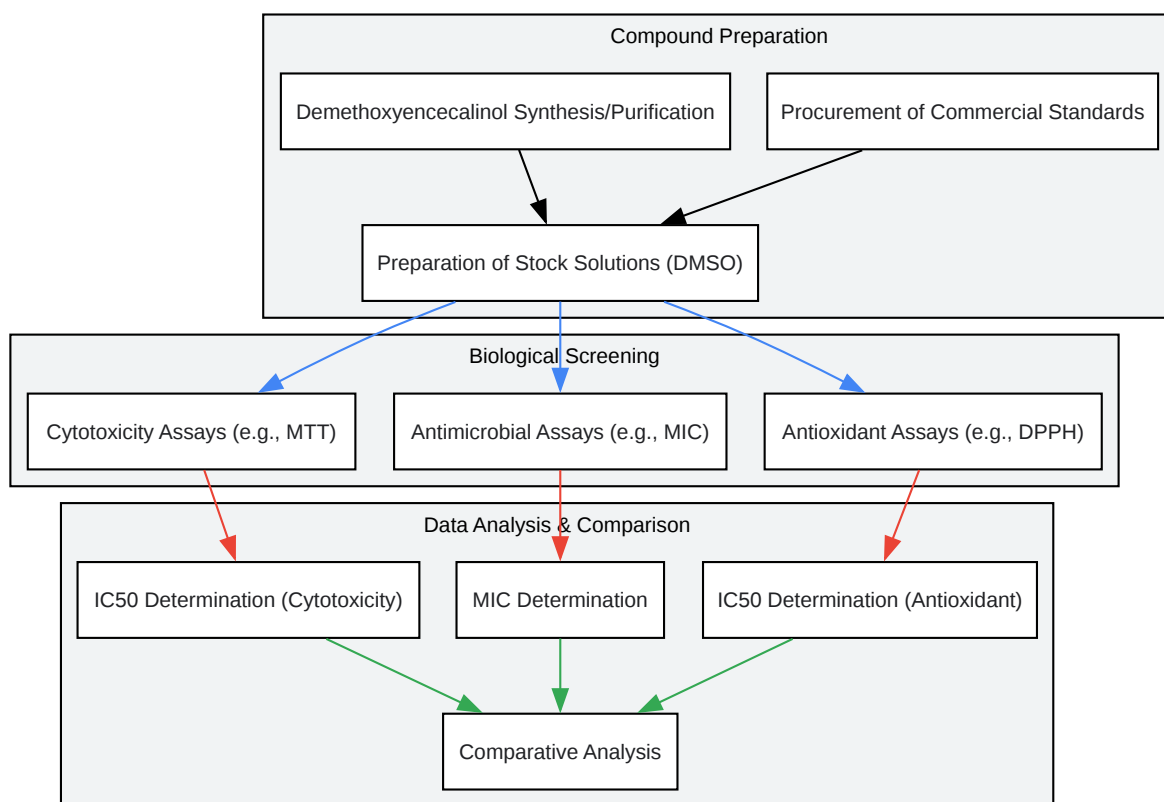 Compound Preparation
Demethoxyencecalinol Synthesis/Purification
Procurement of Commercial Standards
Preparation of Stock Solutions (DMSO)
Biological Screening
Cytotoxicity Assays (e.g., MTT)
Antimicrobial Assays (e.g., MIC)
Antioxidant Assays (e.g., DPPH)
Data Analysis & Comparison
IC50 Determination (Cytotoxicity)
MIC Determination
IC50 Determination (Antioxidant)
Comparative Analysis